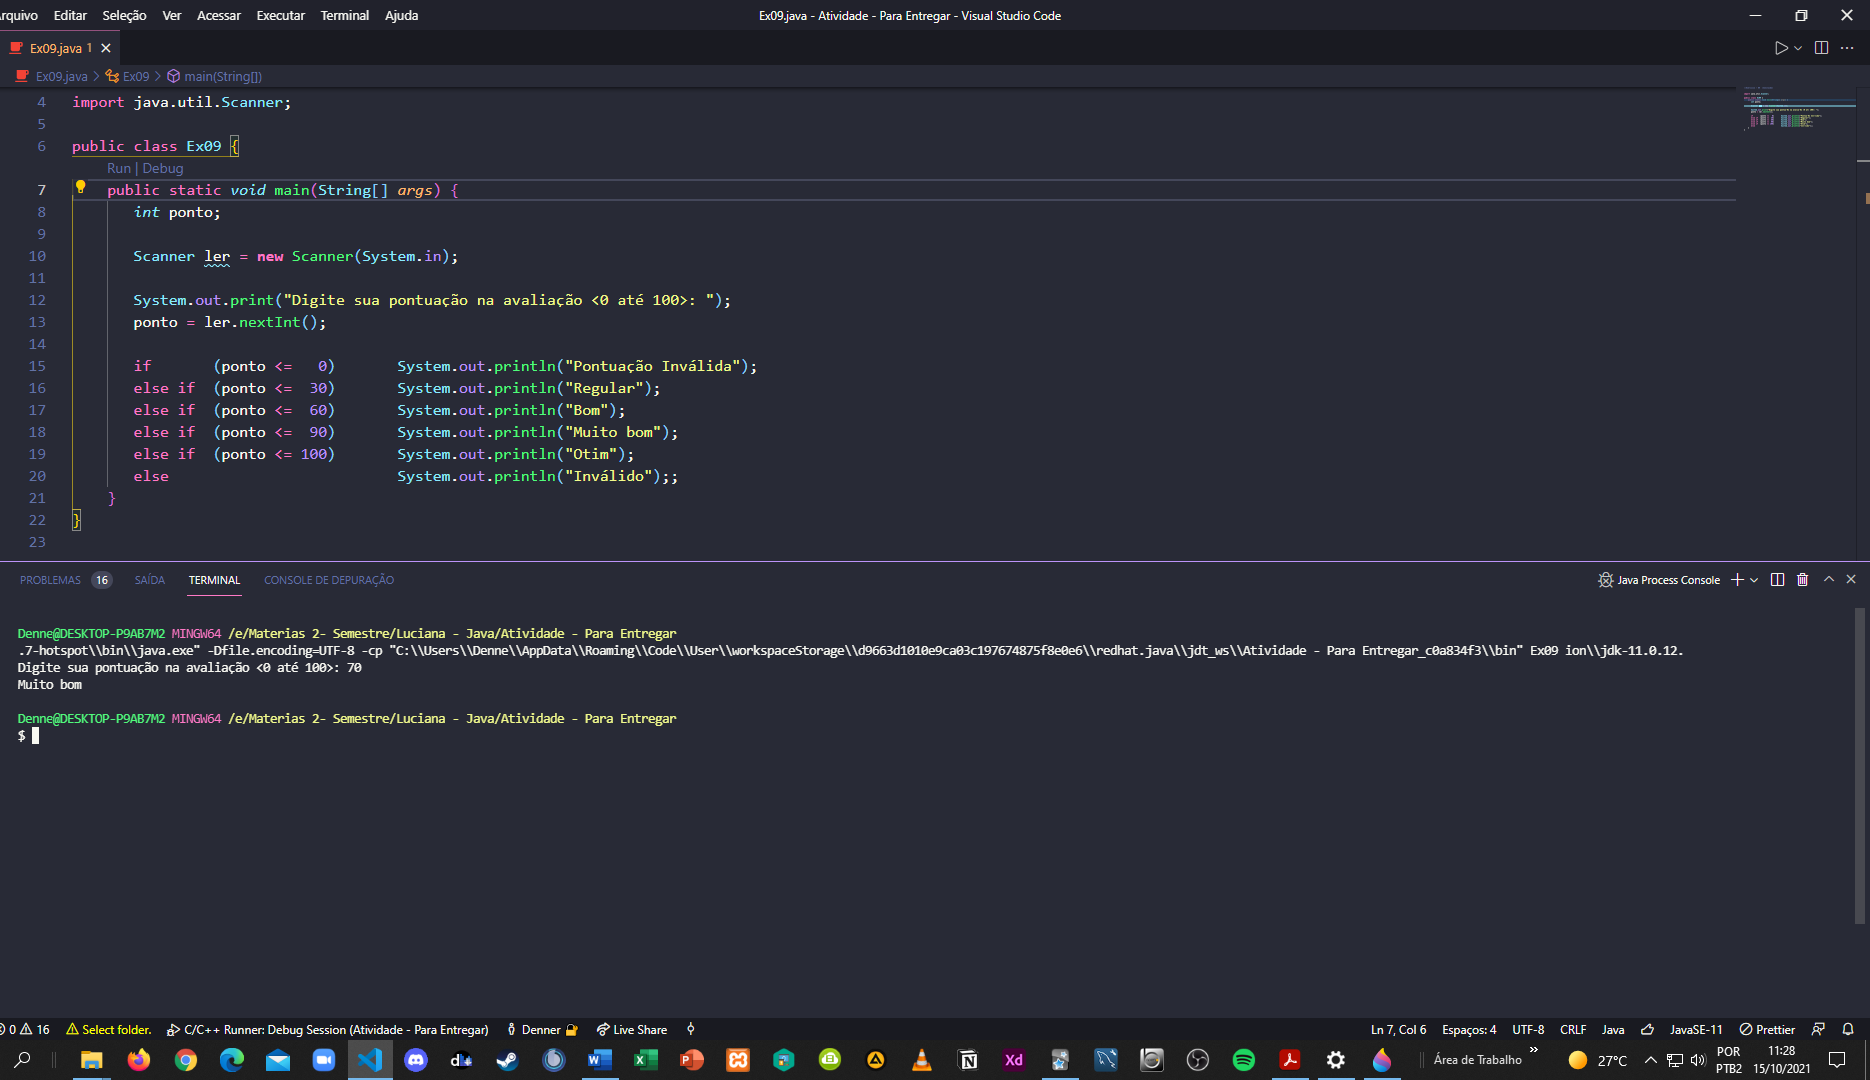 rquivo Editar Seleção Ver Acessar Executar Terminal Ajuda Ex09.java - Atividade - Para Entregar - Visual Studio Code
Ex09.java 1
Ex09.java > Ex09 > main(String[])
4 import java.util.Scanner;
5
6 public class Ex09 {
Run | Debug
7 public static void main(String[] args) {
8 int ponto;
9
10 Scanner ler = new Scanner(System.in);
11
12 System.out.print("Digite sua pontuação na avaliação <0 até 100>: ");
13 ponto = ler.nextInt();
14
15 if (ponto <= 0) System.out.println("Pontuação Inválida");
16 else if (ponto <= 30) System.out.println("Regular");
17 else if (ponto <= 60) System.out.println("Bom");
18 else if (ponto <= 90) System.out.println("Muito bom");
19 else if (ponto <= 100) System.out.println("Otim");
20 else System.out.println("Inválido");;
21 }
22 }
23
PROBLEMAS 16 SAÍDA TERMINAL CONSOLE DE DEPURAÇÃO Java Process Console
Denne@DESKTOP-P9AB7M2 MINGW64 /e/Materias 2- Semestre/Luciana - Java/Atividade - Para Entregar
.7-hotspot\\bin\\java.exe" -Dfile.encoding=UTF-8 -cp "C:\\Users\\Denne\\AppData\\Roaming\\Code\\User\\workspaceStorage\\d9663d1010e9ca03c197674875f8e0e6\\redhat.java\\jdt_ws\\Atividade - Para Entregar_c0a834f3\\bin" Ex09 ion\\jdk-11.0.12.
Digite sua pontuação na avaliação <0 até 100>: 70
Muito bom
Denne@DESKTOP-P9AB7M2 MINGW64 /e/Materias 2- Semestre/Luciana - Java/Atividade - Para Entregar
$
0 16 Select folder. C/C++ Runner: Debug Session (Atividade - Para Entregar) Denner Live Share Ln 7, Col 6 Espaços: 4 UTF-8 CRLF Java JavaSE-11 Prettier
Xd Área de Trabalho 27°C POR PTB2 11:28 15/10/2021